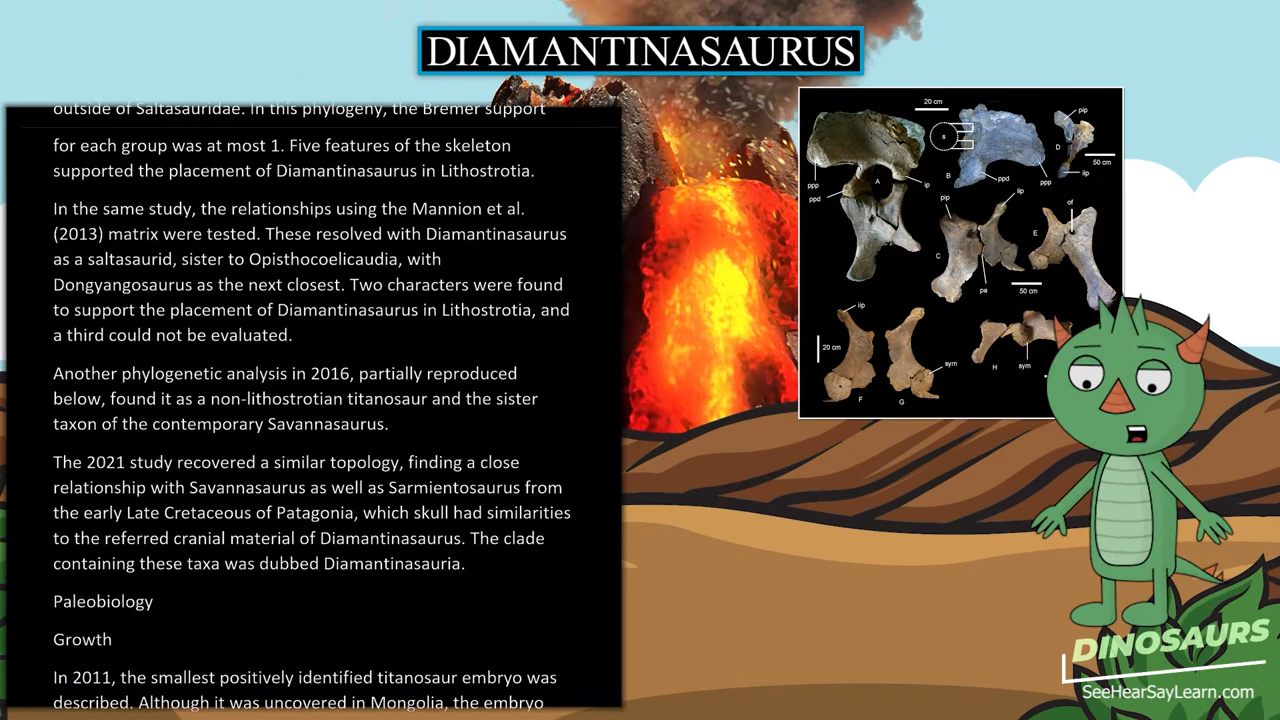 DIAMANTINASAURUS
outside of Saltasauridae. In this phylogeny, the Bremer support
for each group was at most 1. Five features of the skeleton
supported the placement of Diamantinasaurus in Lithostrotia.
In the same study, the relationships using the Mannion et al.
(2013) matrix were tested. These resolved with Diamantinasaurus
as a saltasaurid, sister to Opisthocoelicaudia, with
Dongyangosaurus as the next closest. Two characters were found
to support the placement of Diamantinasaurus in Lithostrotia, and
a third could not be evaluated.
Another phylogenetic analysis in 2016, partially reproduced
below, found it as a non-lithostrotian titanosaur and the sister
taxon of the contemporary Savannasaurus.
The 2021 study recovered a similar topology, finding a close
relationship with Savannasaurus as well as Sarmientosaurus from
the early Late Cretaceous of Patagonia, which skull had similarities
to the referred cranial material of Diamantinasaurus. The clade
containing these taxa was dubbed Diamantinasauria.
Paleobiology
Growth
In 2011, the smallest positively identified titanosaur embryo was
described. Although it was uncovered in Mongolia, the embryo
20 cm
pip
s
D
50 cm
A
B
ppp
ip
ppd
ppp
iip
ppd
pip
iip
of
E
C
pa
50 cm
iip
20 cm
sym
H
sym
F
G
DINOSAURS
SeeHearSayLearn.com